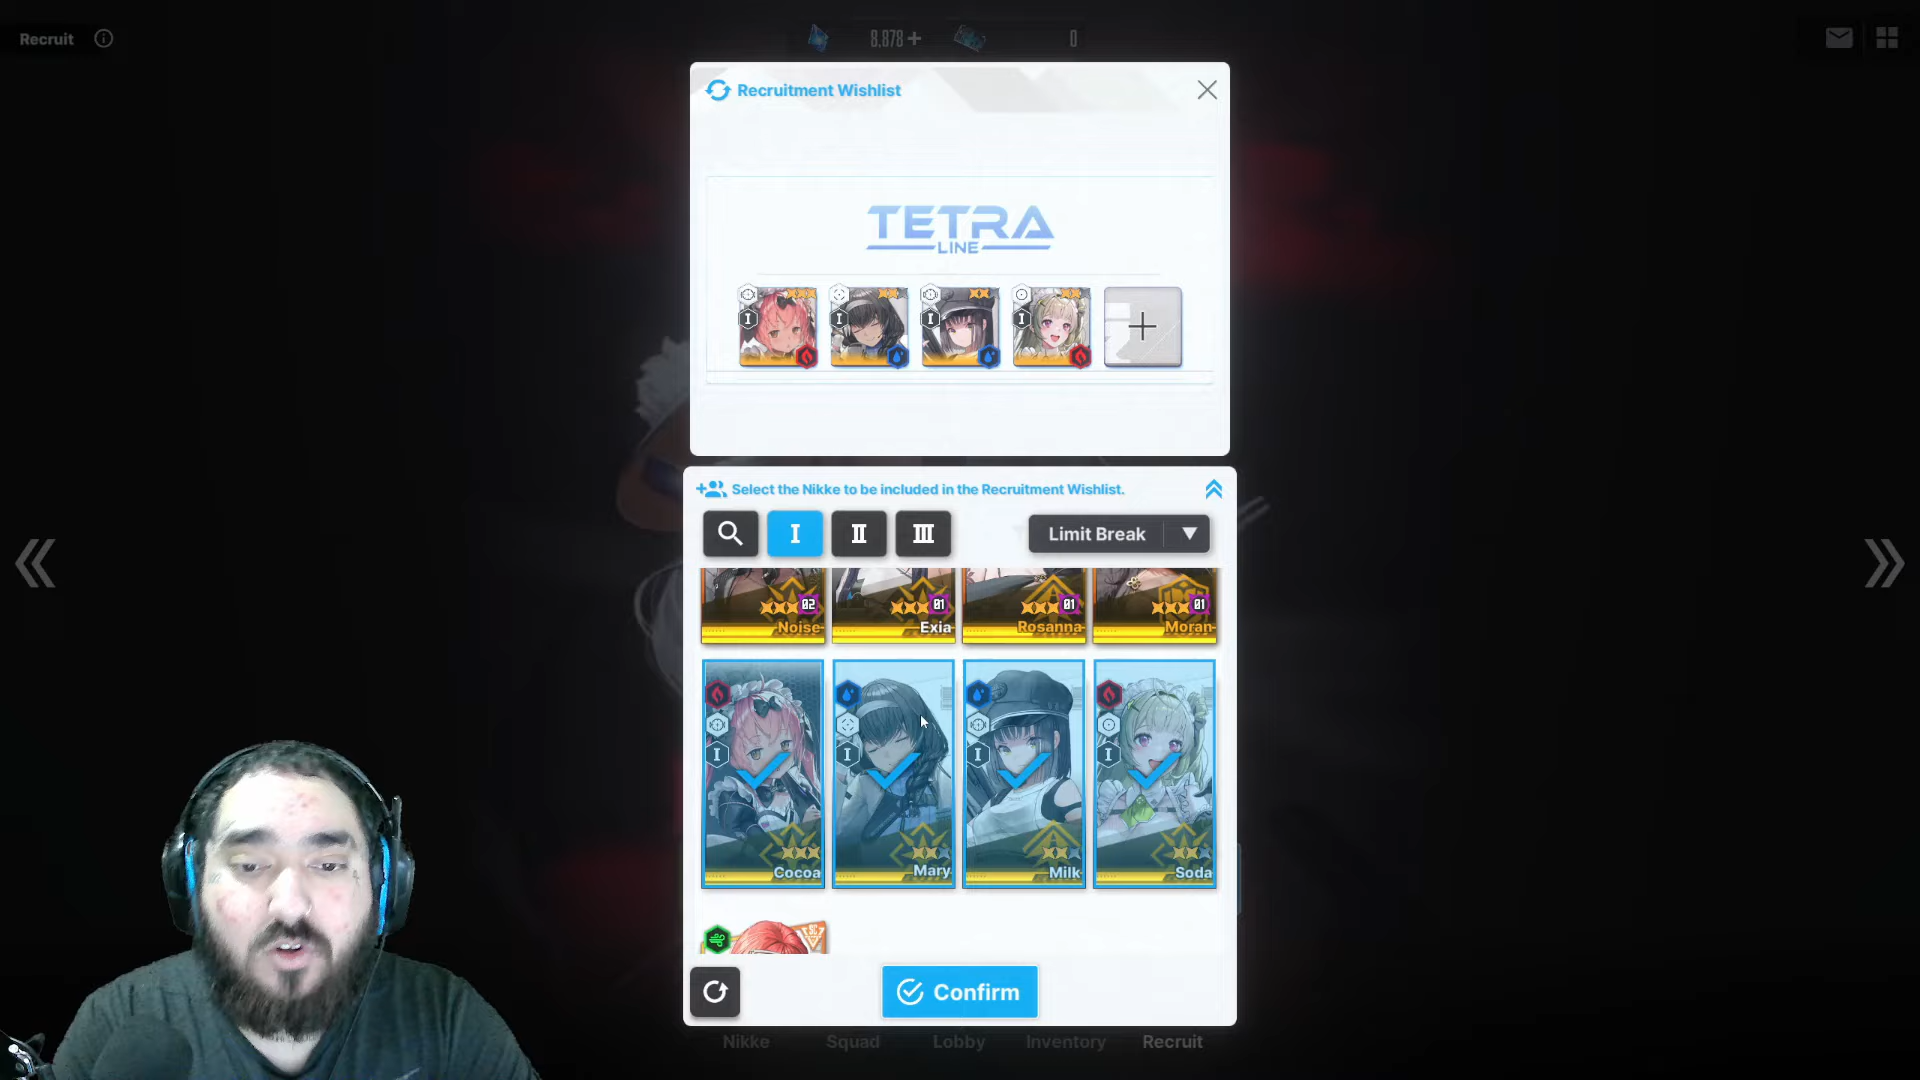 Recruit
8,878
0
Recruitment Wishlist
TETRA
LINE
I
I
I
I
Select the Nikke to be included in the Recruitment Wishlist.
I
II
III
Limit Break
02
01
01
01
Noise
Exia
Rosanna
Moran
I
I
I
I
Cocoa
Mary
Milk
Soda
Confirm
Nikke
Squad
Lobby
Inventory
Recruit